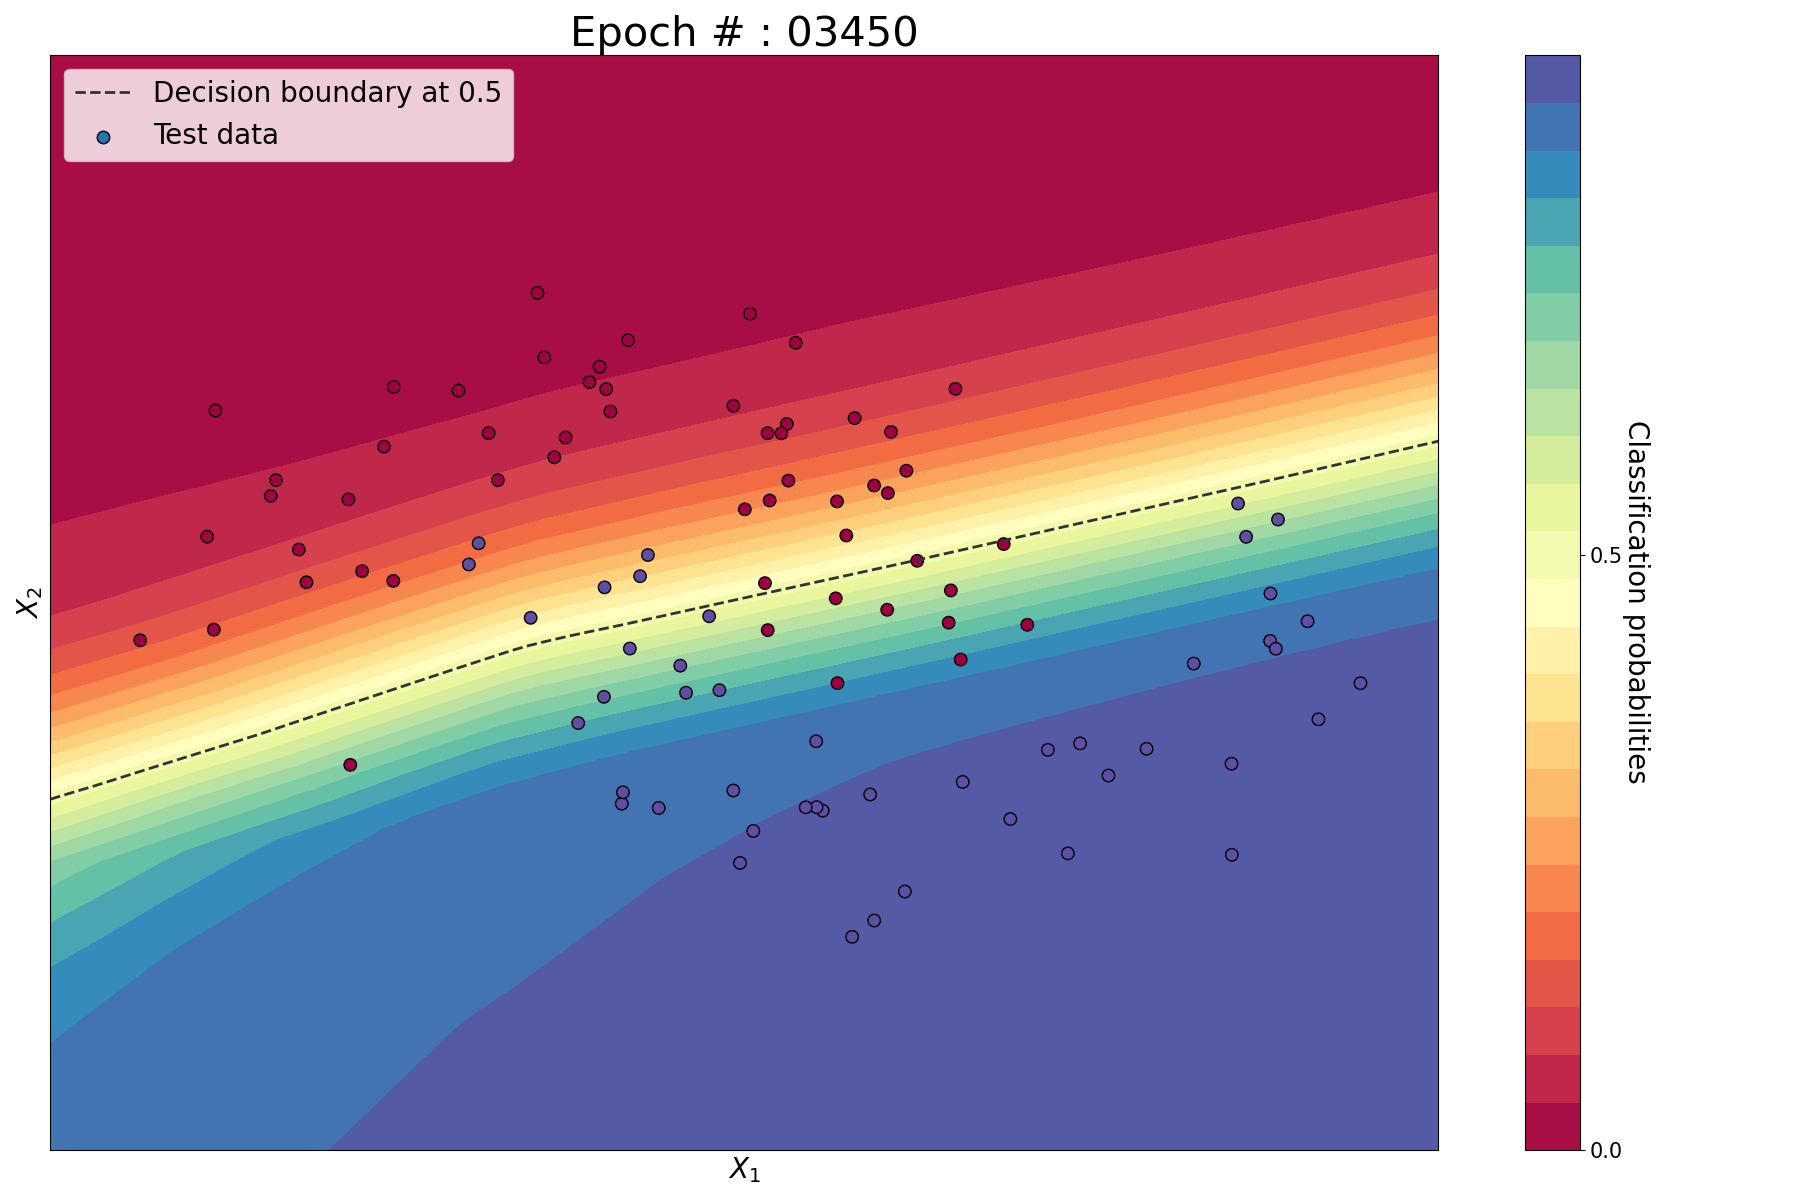 Epoch # : 03450
Decision boundary at 0.5
Test data
X₂
X₁
0.5
0.0
Classification probabilities